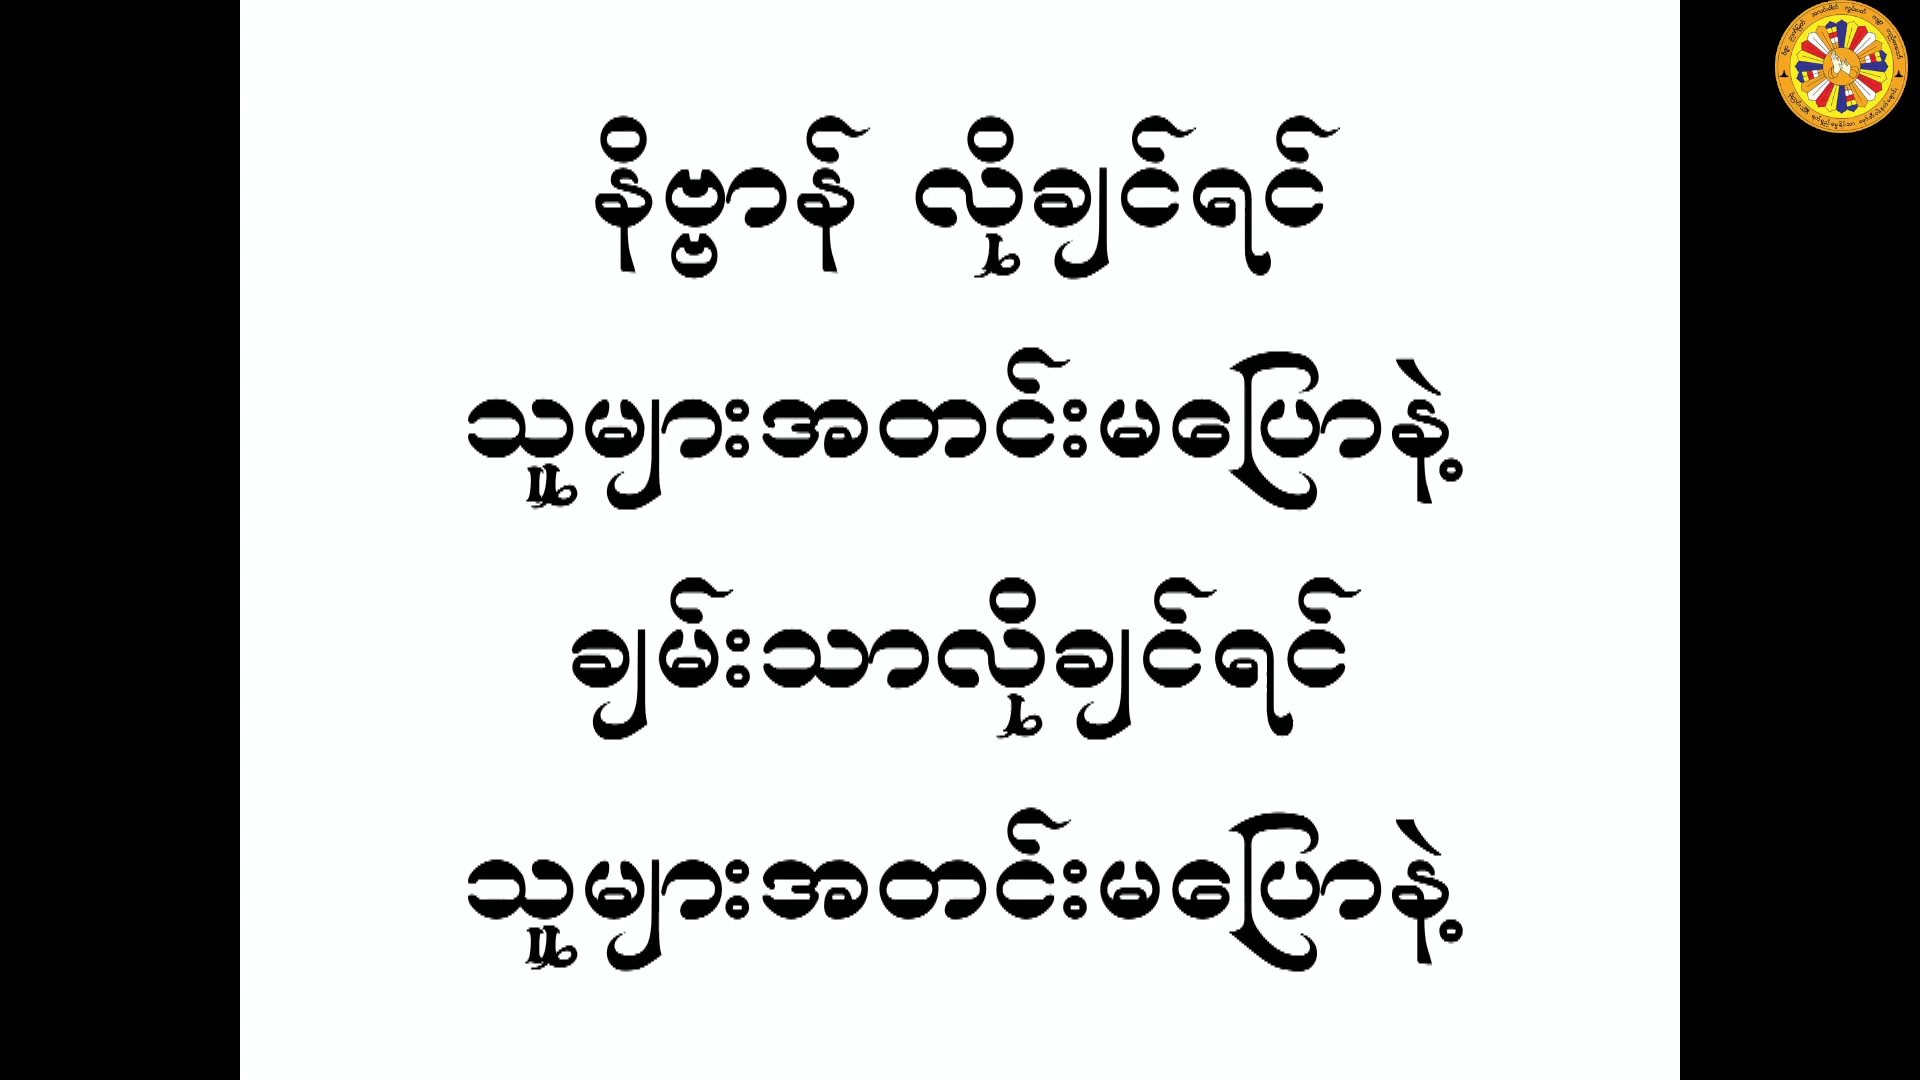 နိဗ္ဗာန် လိုချင်ရင်
သူများအတင်းမပြောနဲ့
ချမ်းသာလိုချင်ရင်
သူများအတင်းမပြောနဲ့